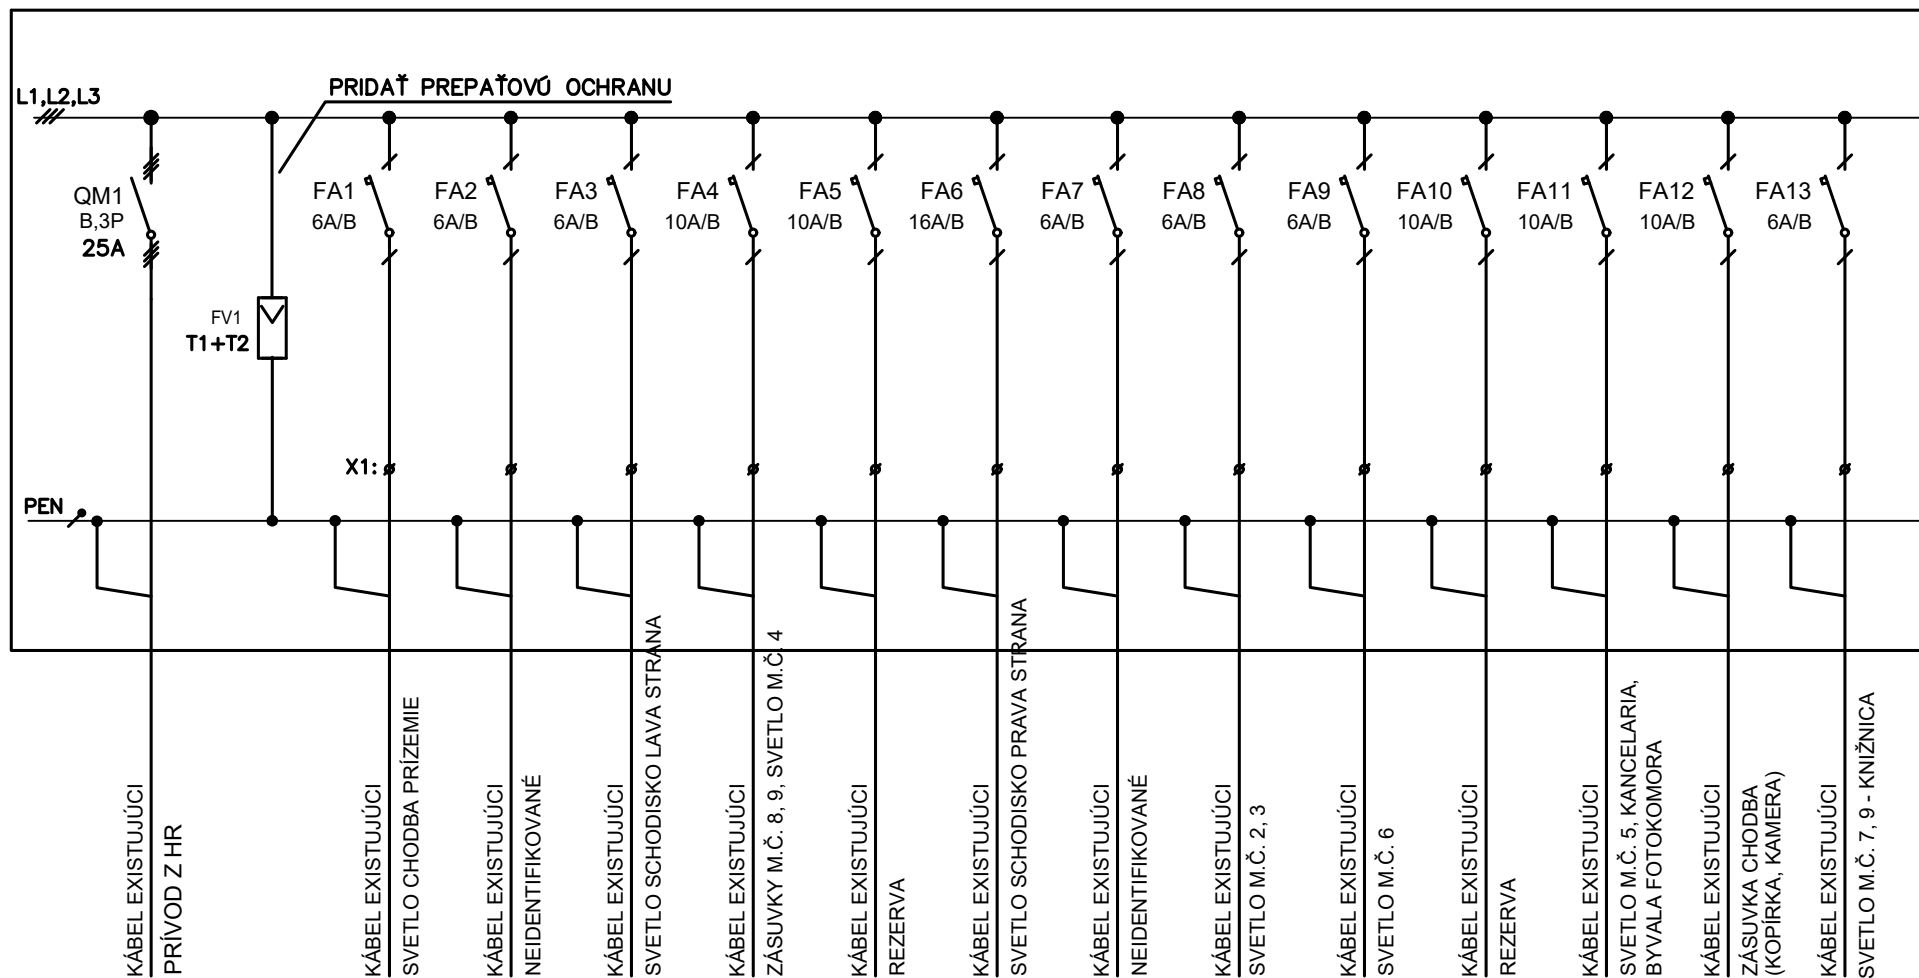 PRIDAŤ PREPAŤOVÚ OCHRANU
L1,L2,L3
QM1
B,3P
25A
FV1
T1+T2
FA1
6A/B
FA2
6A/B
FA3
6A/B
FA4
10A/B
FA5
10A/B
FA6
16A/B
FA7
6A/B
FA8
6A/B
FA9
6A/B
FA10
10A/B
FA11
10A/B
FA12
10A/B
FA13
6A/B
X1:
PEN
KÁBEL EXISTUJÚCI
PRÍVOD Z HR
KÁBEL EXISTUJÚCI
SVETLO CHODBA PRÍZEMIE
KÁBEL EXISTUJÚCI
NEIDENTIFIKOVANÉ
KÁBEL EXISTUJÚCI
SVETLO SCHODISKO LAVA STRANA
KÁBEL EXISTUJÚCI
ZÁSUVKY M.Č. 8, 9, SVETLO M.Č. 4
KÁBEL EXISTUJÚCI
REZERVA
KÁBEL EXISTUJÚCI
SVETLO SCHODISKO PRAVA STRANA
KÁBEL EXISTUJÚCI
NEIDENTIFIKOVANÉ
KÁBEL EXISTUJÚCI
SVETLO M.Č. 2, 3
KÁBEL EXISTUJÚCI
SVETLO M.Č. 6
KÁBEL EXISTUJÚCI
REZERVA
KÁBEL EXISTUJÚCI
SVETLO M.Č. 5, KANCELARIA,
BYVALA FOTOKOMORA
KÁBEL EXISTUJÚCI
ZÁSUVKA CHODBA
(KOPÍRKA, KAMERA)
KÁBEL EXISTUJÚCI
SVETLO M.Č. 7, 9 - KNIŽNICA